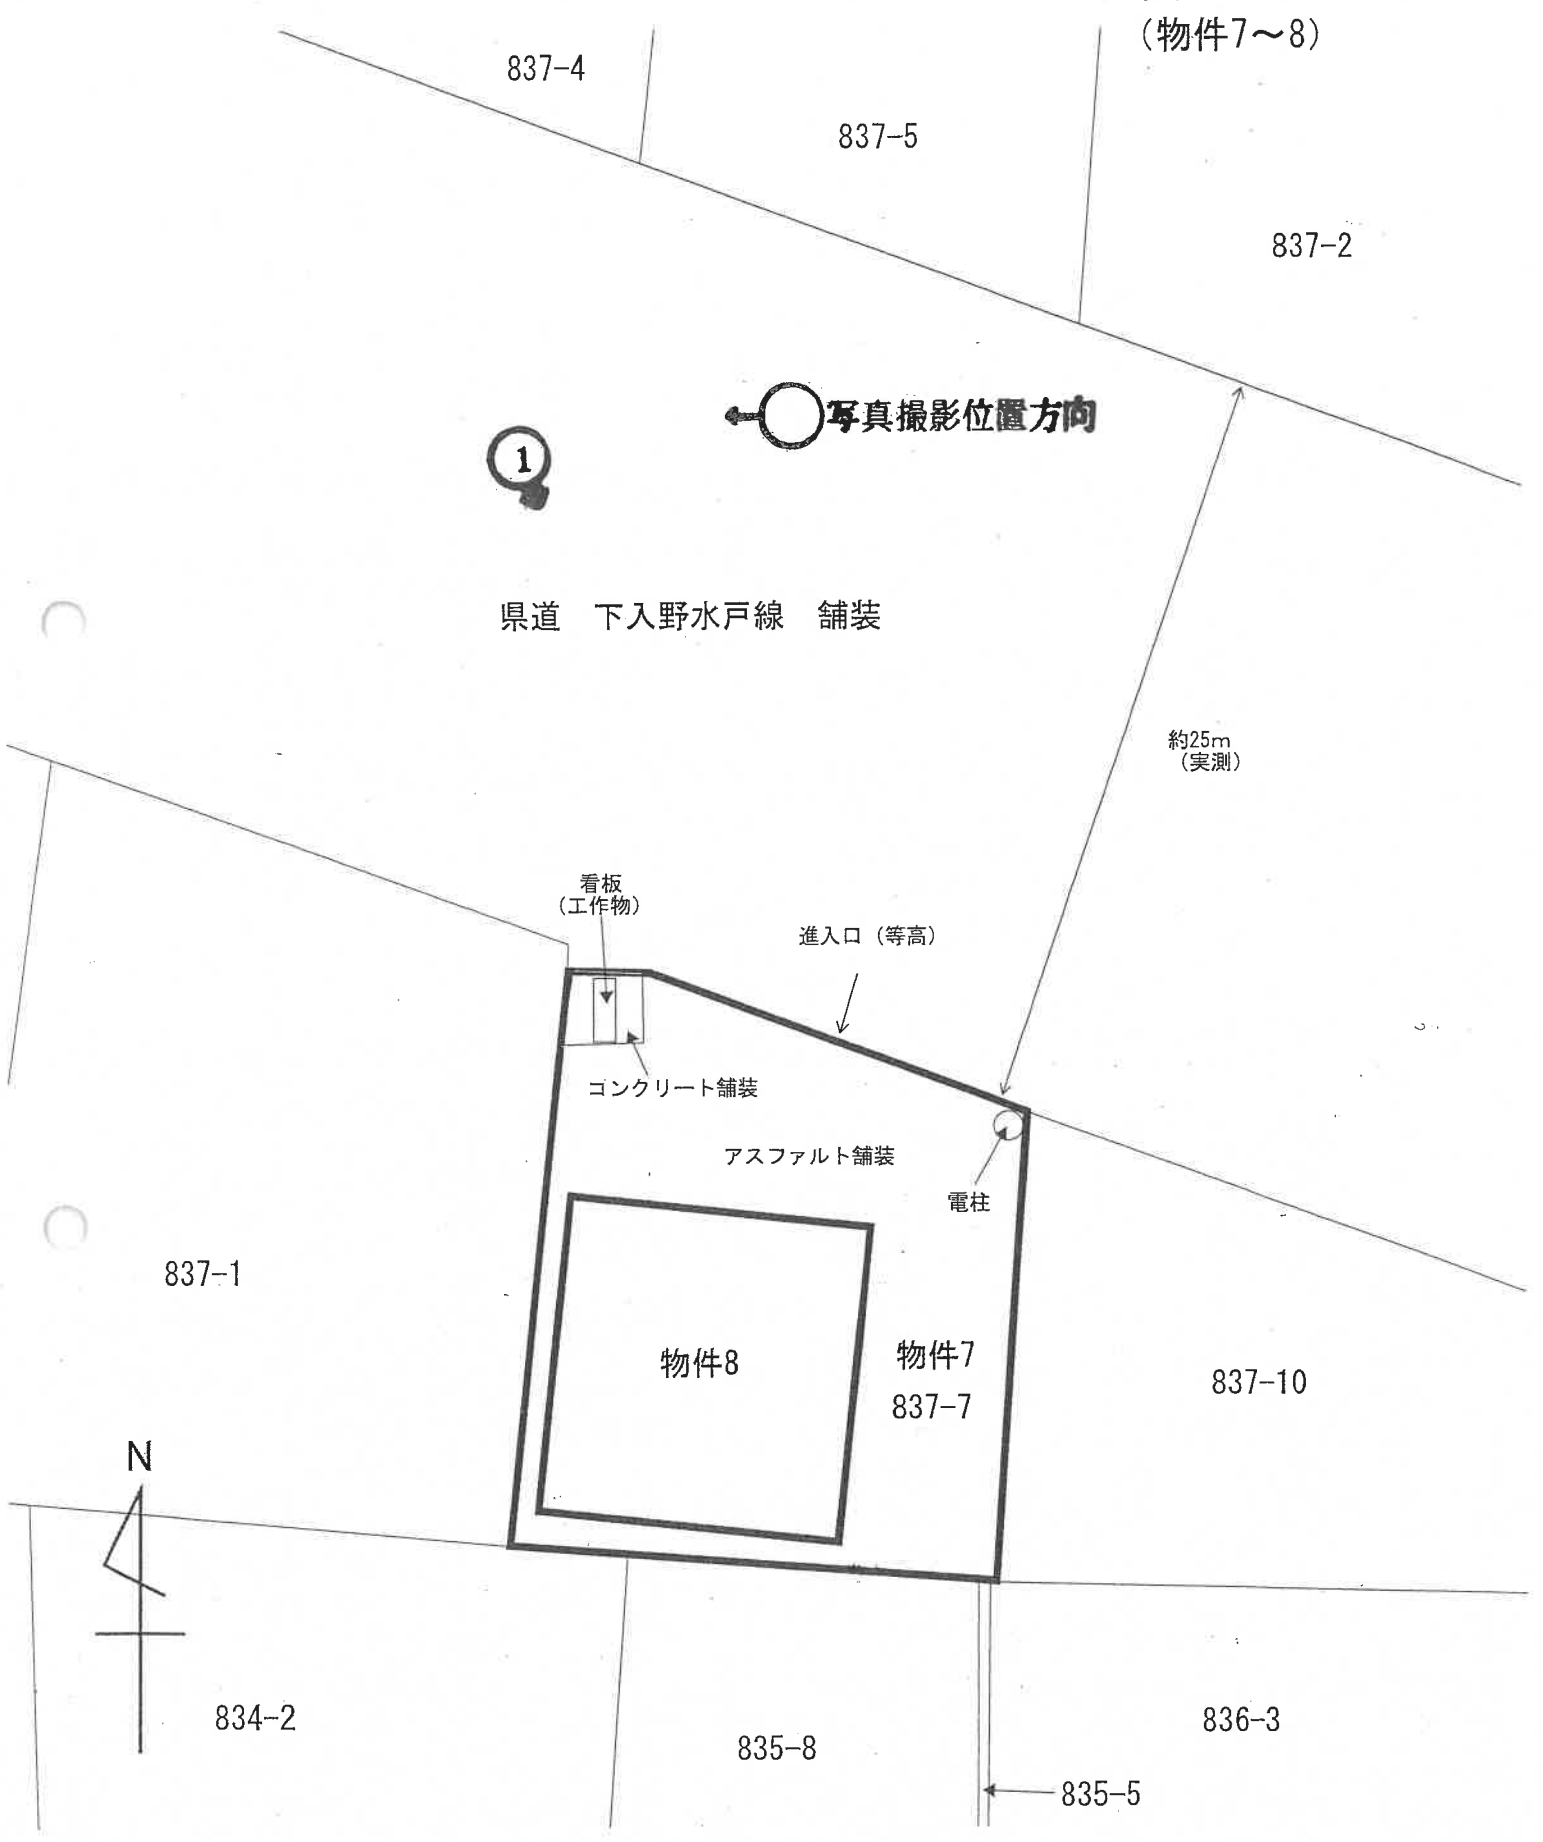 （物件7～8）
837-4
837-5
837-2
写真撮影位置方向
1
県道　下入野水戸線　舗装
約25m
（実測）
看板
（工作物）
進入口（等高）
コンクリート舗装
アスファルト舗装
電柱
837-1
物件8
物件7
837-7
837-10
N
834-2
835-8
836-3
835-5